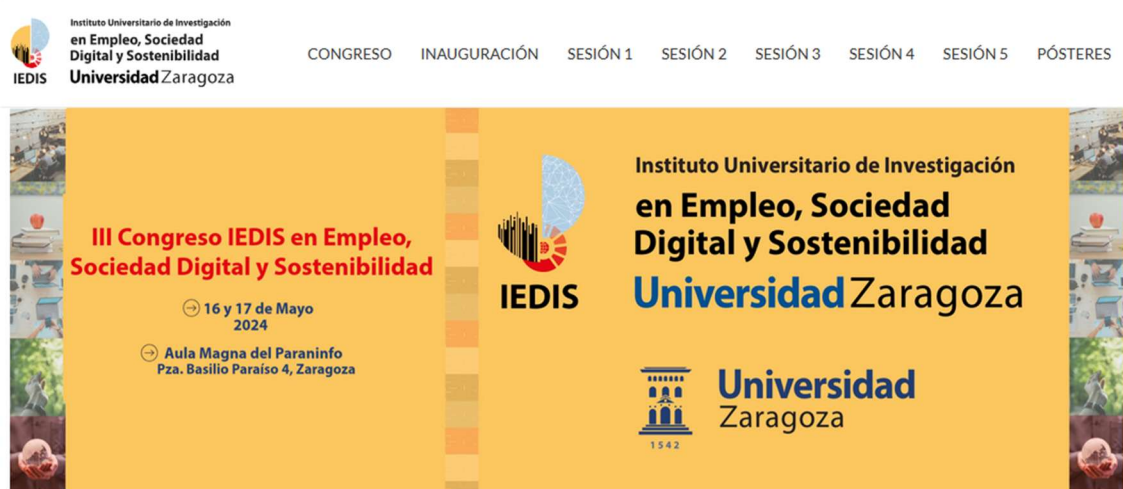 Instituto Universitario de Investigación
en Empleo, Sociedad
Digital y Sostenibilidad
IEDIS
Universidad Zaragoza
CONGRESO INAUGURACIÓN SESIÓN 1 SESIÓN 2 SESIÓN 3 SESIÓN 4 SESIÓN 5 PÓSTERES
III Congreso IEDIS en Empleo,
Sociedad Digital y Sostenibilidad
16 y 17 de Mayo
2024
Aula Magna del Paraninfo
Pza. Basilio Paraíso 4, Zaragoza
IEDIS
Instituto Universitario de Investigación
en Empleo, Sociedad
Digital y Sostenibilidad
Universidad Zaragoza
1542
Universidad
Zaragoza